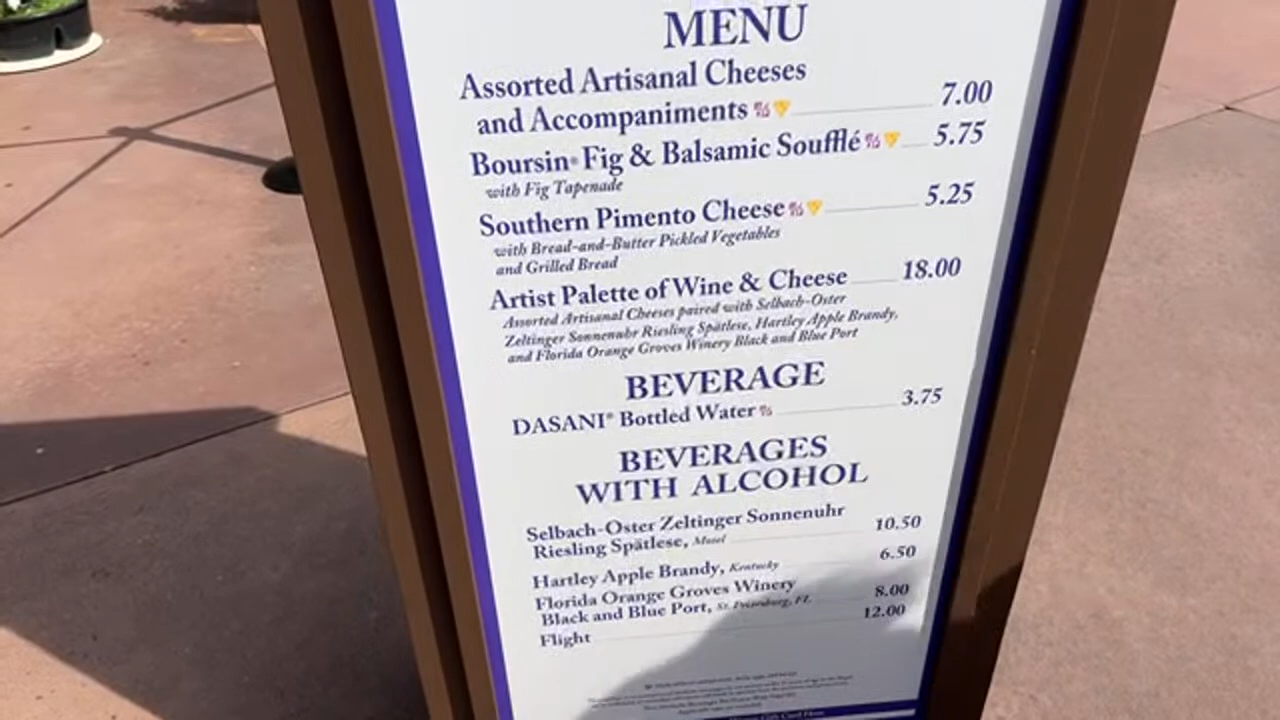 MENU
Assorted Artisanal Cheeses
and Accompaniments 7.00
Boursin® Fig & Balsamic Soufflé 5.75
with Fig Tapenade
Southern Pimento Cheese 5.25
with Bread-and-Butter Pickled Vegetables
and Grilled Bread
Artist Palette of Wine & Cheese 18.00
Assorted Artisanal Cheeses paired with Selbach-Oster
Zeltinger Sonnenuhr Riesling Spätlese, Hartley Apple Brandy,
and Florida Orange Groves Winery Black and Blue Port
BEVERAGE
DASANI® Bottled Water 3.75
BEVERAGES
WITH ALCOHOL
Selbach-Oster Zeltinger Sonnenuhr
Riesling Spätlese, Mosel 10.50
Hartley Apple Brandy, Kentucky 6.50
Florida Orange Groves Winery
Black and Blue Port, St. Petersburg, FL 8.00
Flight 12.00